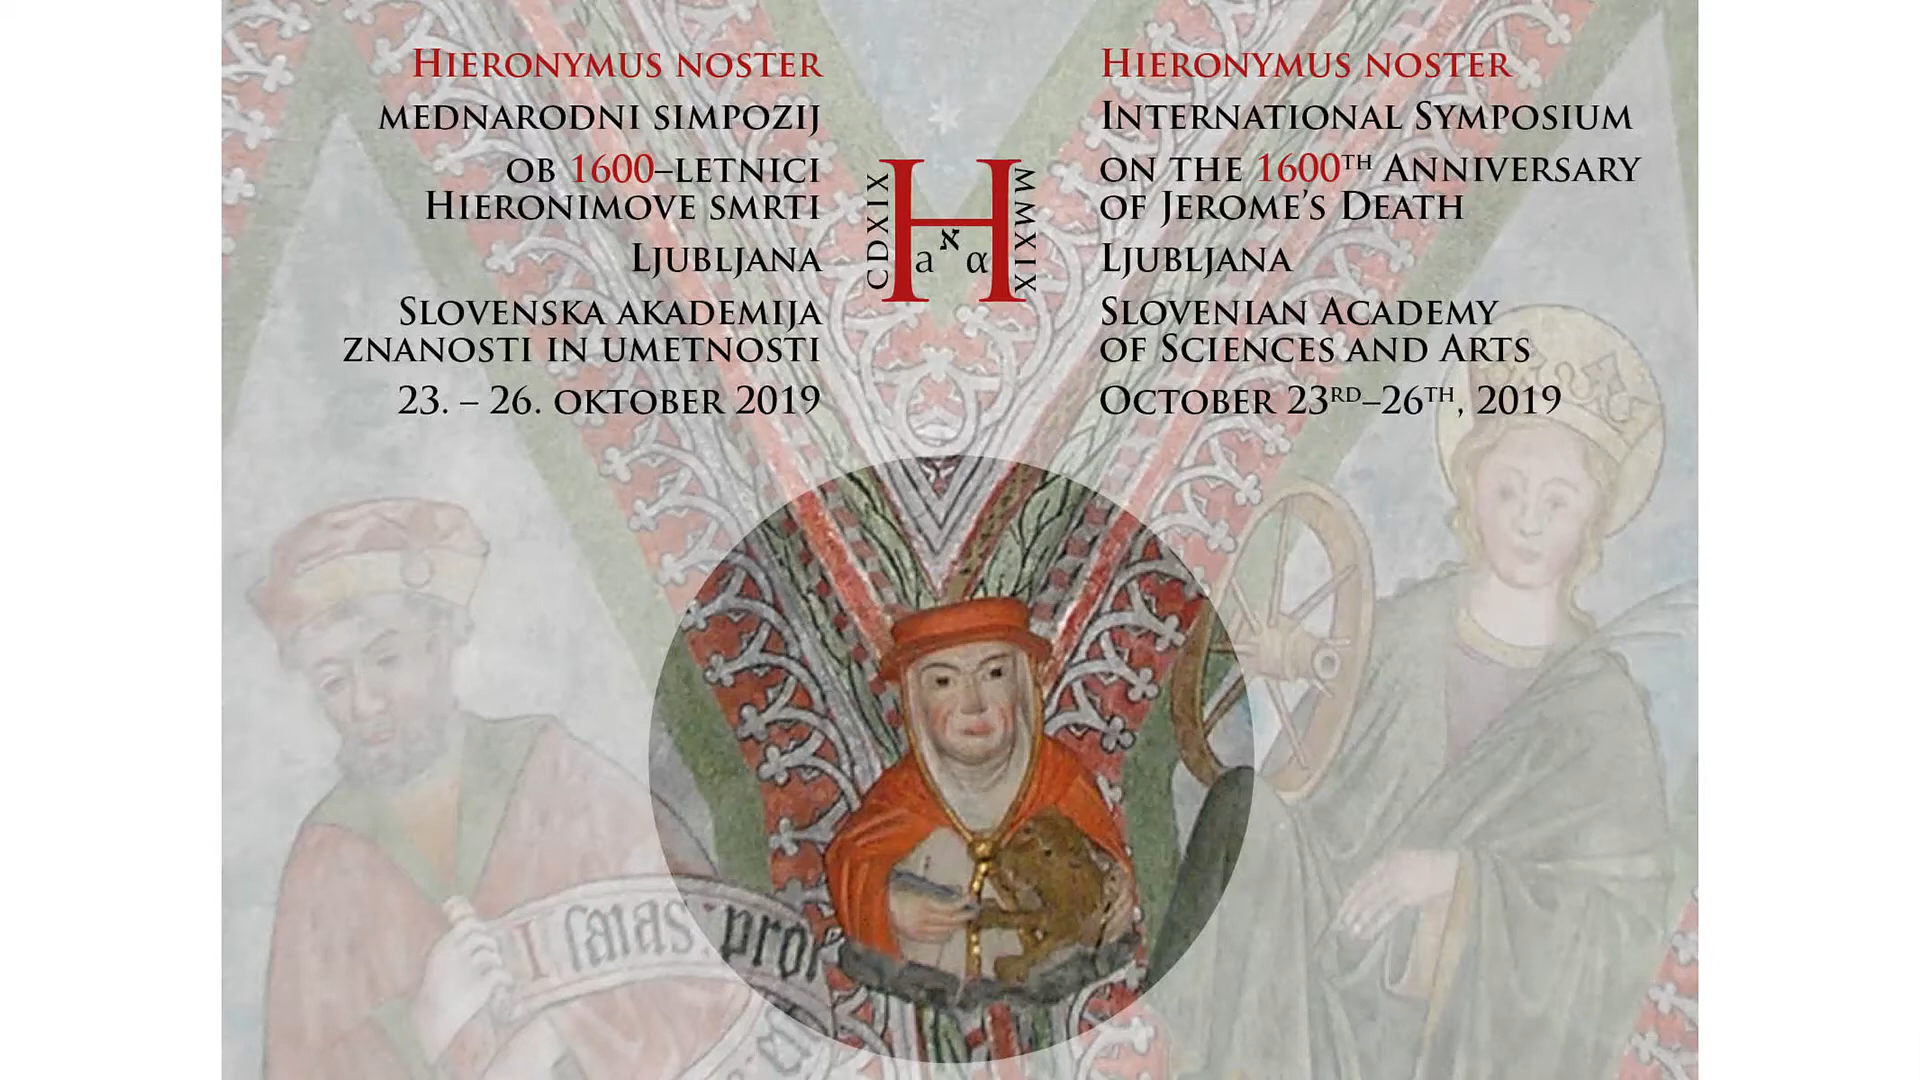 Hieronymus noster
mednarodni simpozij
ob 1600–letnici
Hieronimove smrti
Ljubljana
Slovenska akademija
znanosti in umetnosti
23. – 26. oktober 2019
CDXIX
H
a א α
MMXIX
Hieronymus noster
International Symposium
on the 1600th Anniversary
of Jerome's Death
Ljubljana
Slovenian Academy
of Sciences and Arts
October 23rd–26th, 2019
Isaias prop